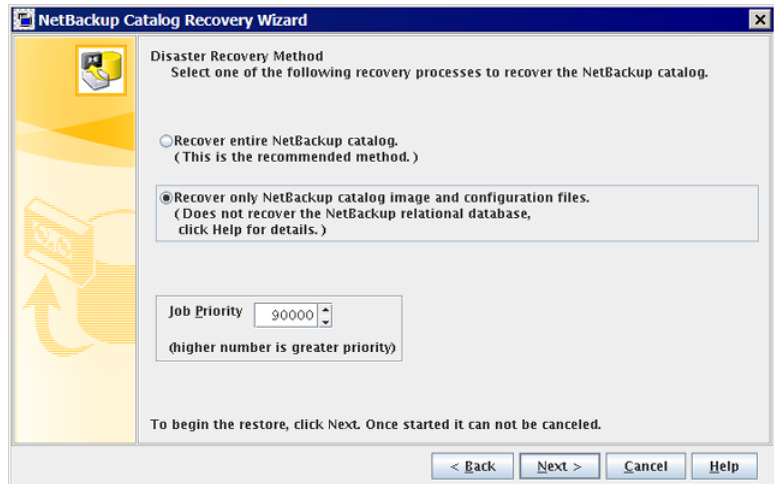 NetBackup Catalog Recovery Wizard
Disaster Recovery Method
Select one of the following recovery processes to recover the NetBackup catalog.
Recover entire NetBackup catalog.
(This is the recommended method.)
Recover only NetBackup catalog image and configuration files.
(Does not recover the NetBackup relational database,
click Help for details.)
Job Priority 90000
(higher number is greater priority)
To begin the restore, click Next. Once started it can not be canceled.
< Back Next > Cancel Help